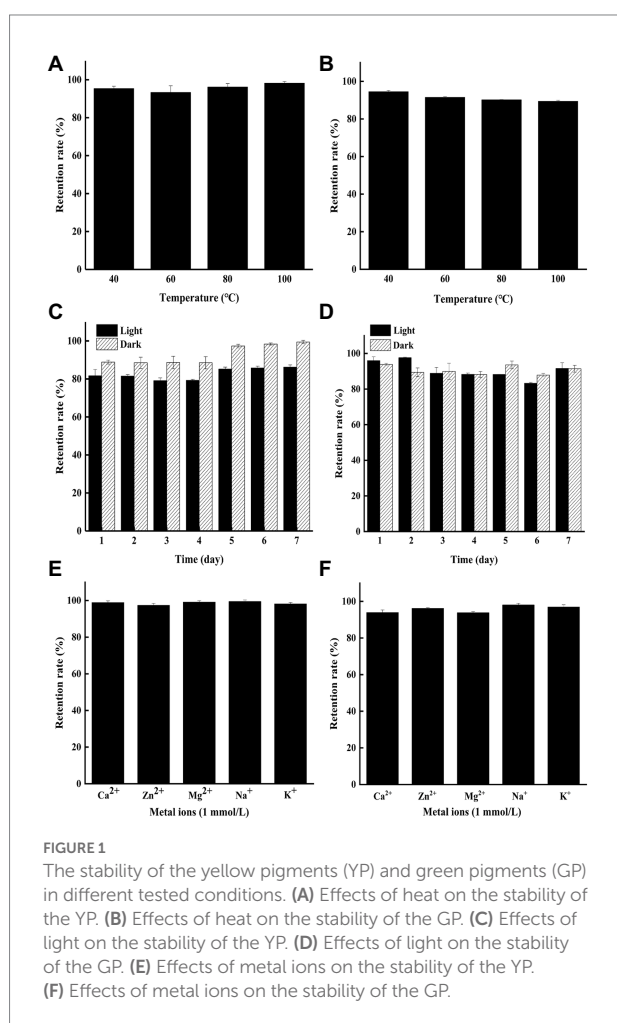 A
B
100
80
60
40
20
0
Retention rate (%)
40 60 80 100
Temperature (°C)
100
80
60
40
20
0
Retention rate (%)
40 60 80 100
Temperature (°C)
C
D
Light
Dark
100
80
60
40
20
0
Retention rate (%)
1 2 3 4 5 6 7
Time (day)
Light
Dark
100
80
60
40
20
0
Retention rate (%)
1 2 3 4 5 6 7
Time (day)
E
F
100
80
60
40
20
0
Retention rate (%)
Ca²⁺ Zn²⁺ Mg²⁺ Na⁺ K⁺
Metal ions (1 mmol/L)
100
80
60
40
20
0
Retention rate (%)
Ca²⁺ Zn²⁺ Mg²⁺ Na⁺ K⁺
Metal ions (1 mmol/L)
FIGURE 1
The stability of the yellow pigments (YP) and green pigments (GP)
in different tested conditions. (A) Effects of heat on the stability of
the YP. (B) Effects of heat on the stability of the GP. (C) Effects of
light on the stability of the YP. (D) Effects of light on the stability
of the GP. (E) Effects of metal ions on the stability of the YP.
(F) Effects of metal ions on the stability of the GP.